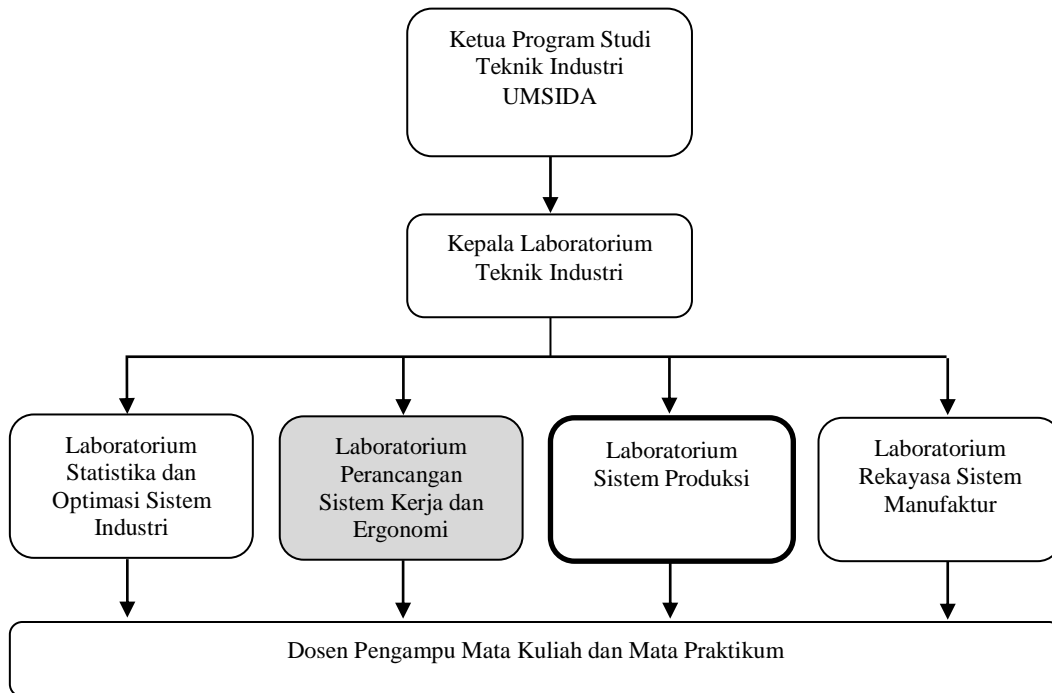 Ketua Program Studi
Teknik Industri
UMSIDA
Kepala Laboratorium
Teknik Industri
Laboratorium
Statistika dan
Optimasi Sistem
Industri
Laboratorium
Perancangan
Sistem Kerja dan
Ergonomi
Laboratorium
Sistem Produksi
Laboratorium
Rekayasa Sistem
Manufaktur
Dosen Pengampu Mata Kuliah dan Mata Praktikum